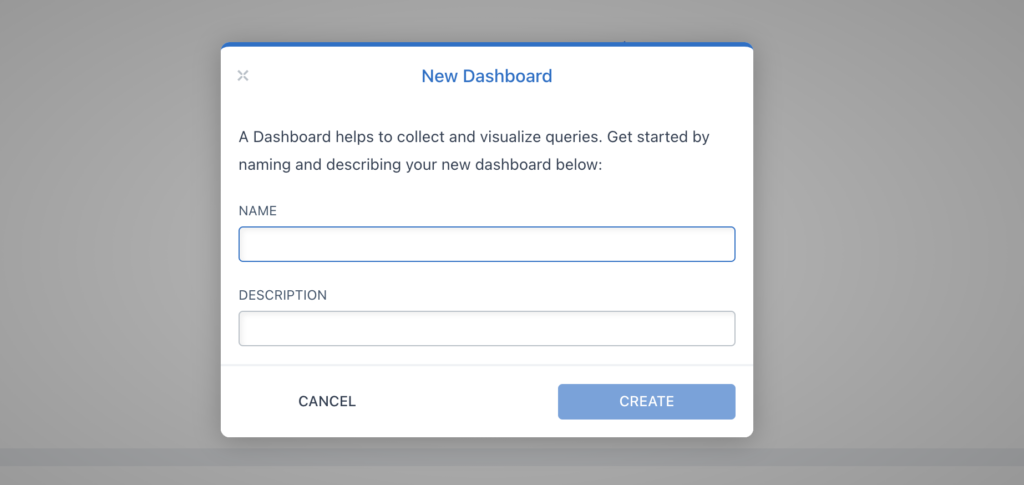 New Dashboard
A Dashboard helps to collect and visualize queries. Get started by
naming and describing your new dashboard below:
NAME
DESCRIPTION
CANCEL
CREATE